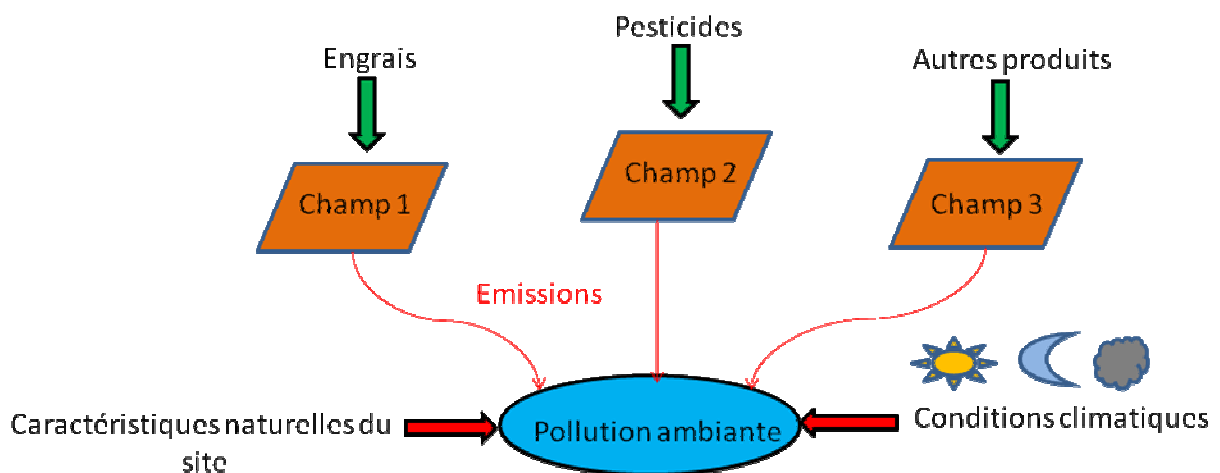 Pesticides
Engrais
Autres produits
Champ 1
Champ 2
Champ 3
Emissions
Caractéristiques naturelles du
site
Pollution ambiante
Conditions climatiques